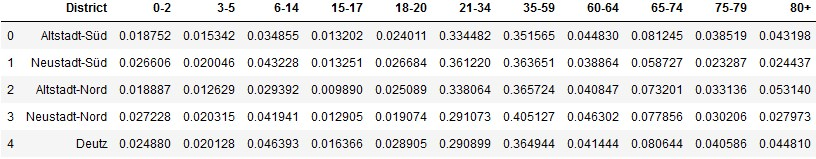 District 0-2 3-5 6-14 15-17 18-20 21-34 35-59 60-64 65-74 75-79 80+
0 Altstadt-Süd 0.018752 0.015342 0.034855 0.013202 0.024011 0.334482 0.351565 0.044830 0.081245 0.038519 0.043198
1 Neustadt-Süd 0.026606 0.020046 0.043228 0.013251 0.026684 0.361220 0.363651 0.038864 0.058727 0.023287 0.024437
2 Altstadt-Nord 0.018887 0.012629 0.029392 0.009890 0.025089 0.338064 0.365724 0.040847 0.073201 0.033136 0.053140
3 Neustadt-Nord 0.027228 0.020315 0.041941 0.012905 0.019074 0.291073 0.405127 0.046302 0.077856 0.030206 0.027973
4 Deutz 0.024880 0.020128 0.046393 0.016366 0.028905 0.290899 0.364944 0.041444 0.080644 0.040586 0.044810